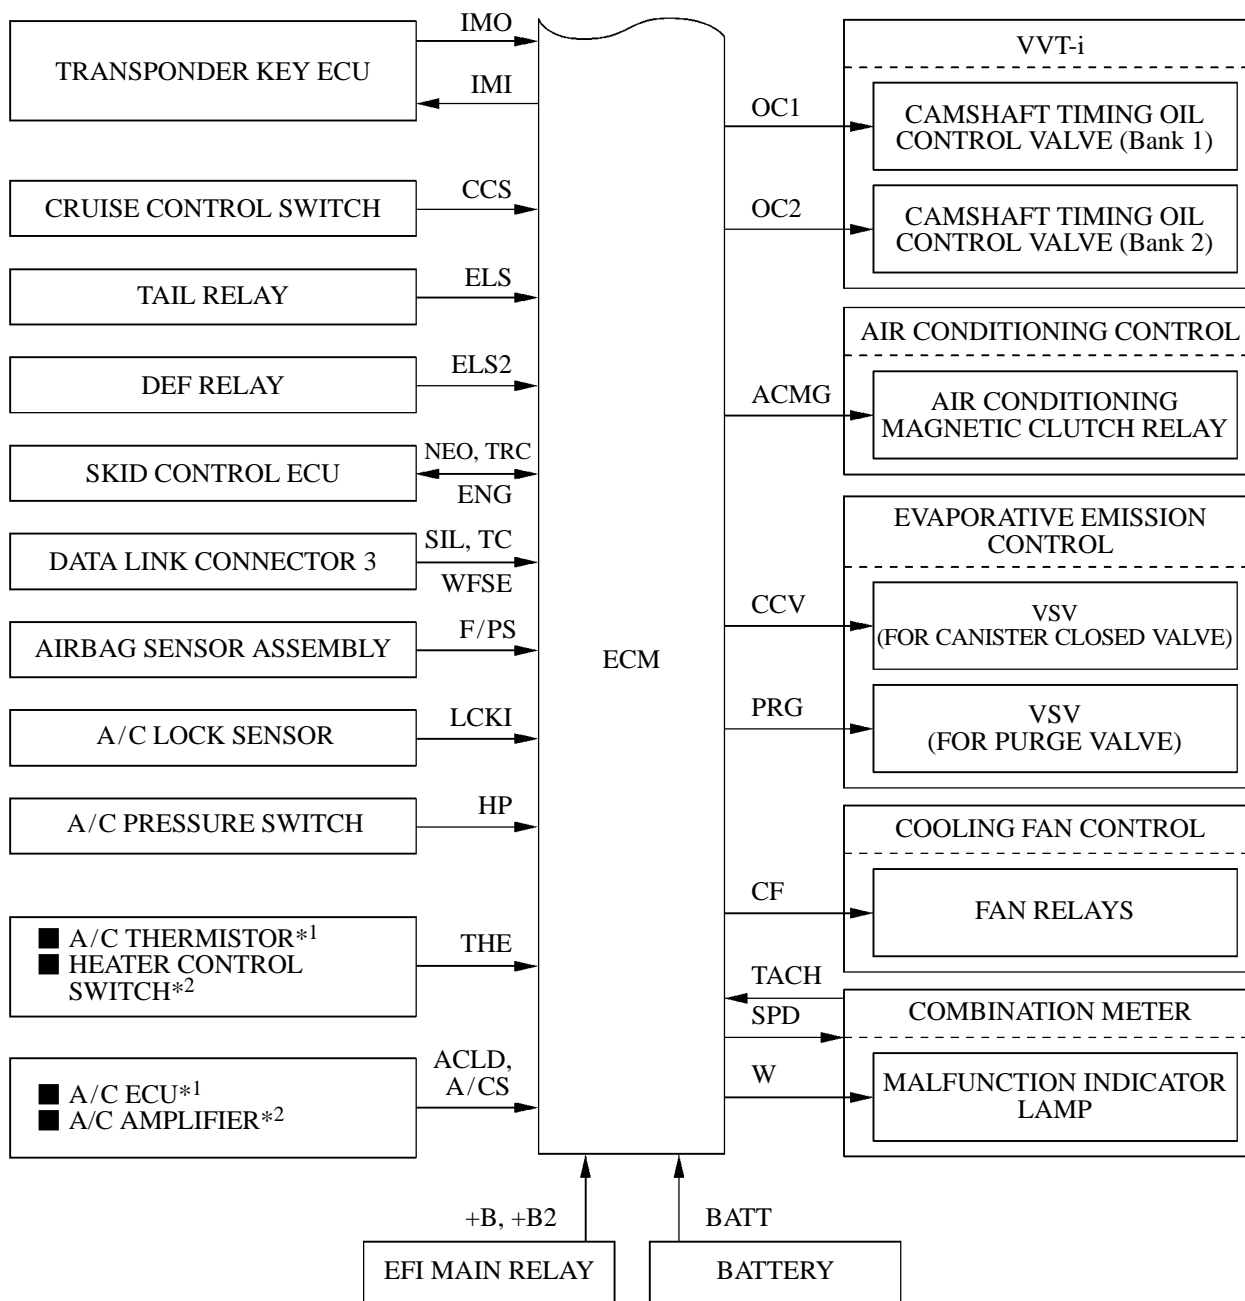 IMO
TRANSPONDER KEY ECU
IMI
CCS
CRUISE CONTROL SWITCH
ELS
TAIL RELAY
ELS2
DEF RELAY
NEO, TRC
SKID CONTROL ECU
ENG
SIL, TC
DATA LINK CONNECTOR 3
WFSE
F/PS
AIRBAG SENSOR ASSEMBLY
LCKI
A/C LOCK SENSOR
HP
A/C PRESSURE SWITCH
■ A/C THERMISTOR*1
■ HEATER CONTROL
SWITCH*2
THE
ACLD,
A/CS
■ A/C ECU*1
■ A/C AMPLIFIER*2
ECM
+B, +B2
EFI MAIN RELAY
BATT
BATTERY
VVT-i
OC1
CAMSHAFT TIMING OIL
CONTROL VALVE (Bank 1)
OC2
CAMSHAFT TIMING OIL
CONTROL VALVE (Bank 2)
AIR CONDITIONING CONTROL
ACMG
AIR CONDITIONING
MAGNETIC CLUTCH RELAY
EVAPORATIVE EMISSION
CONTROL
CCV
VSV
(FOR CANISTER CLOSED VALVE)
PRG
VSV
(FOR PURGE VALVE)
COOLING FAN CONTROL
CF
FAN RELAYS
TACH
COMBINATION METER
SPD
W
MALFUNCTION INDICATOR
LAMP